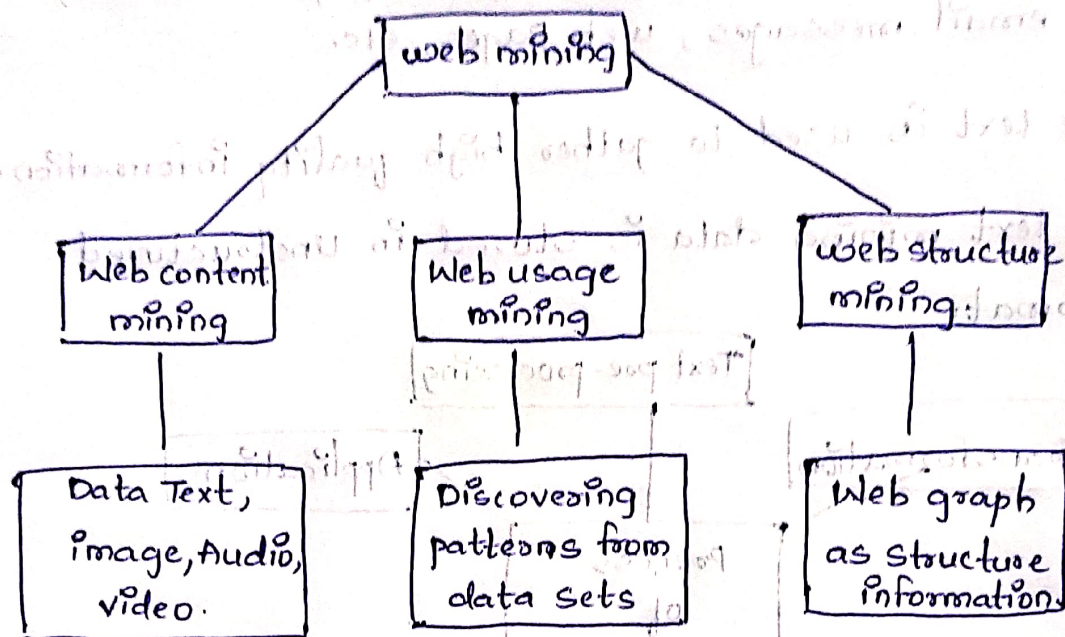 web mining
Web content
mining
Web usage
mining
web structure
mining.
Data Text,
image, Audio,
video.
Discovering
patterns from
data sets
Web graph
as structure
information.